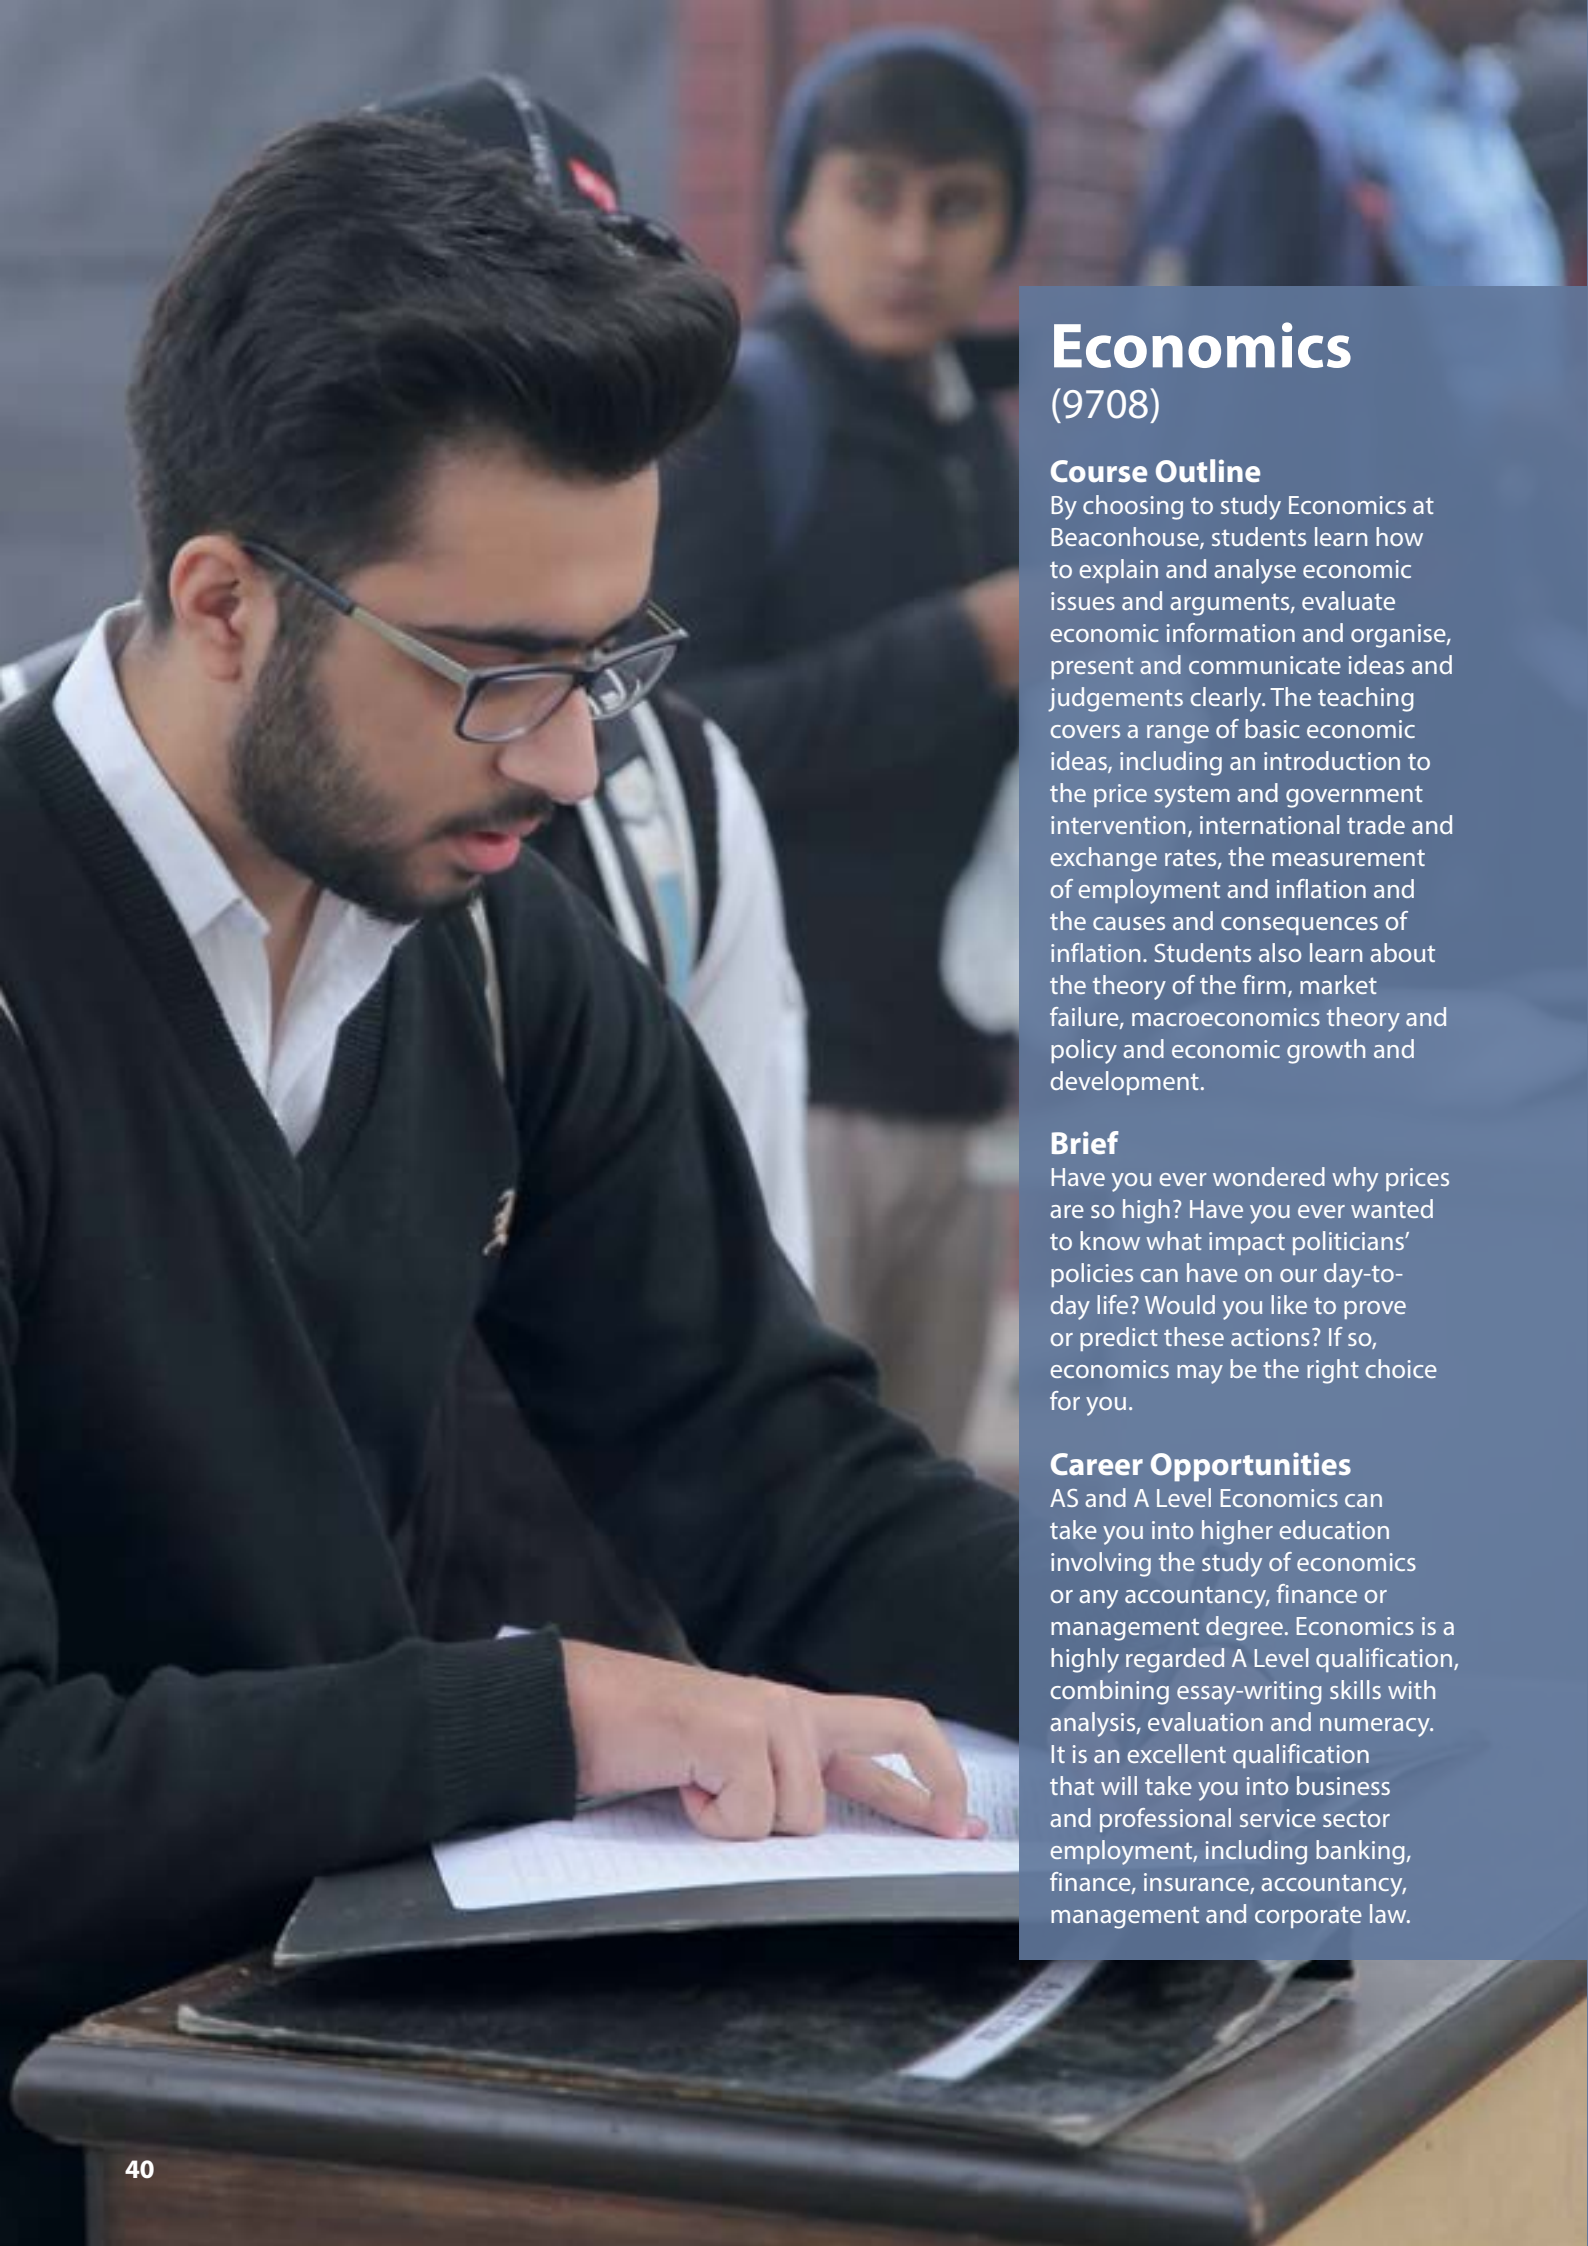 Economics
(9708)
Course Outline
By choosing to study Economics at
Beaconhouse, students learn how
to explain and analyse economic
issues and arguments, evaluate
economic information and organise,
present and communicate ideas and
judgements clearly. The teaching
covers a range of basic economic
ideas, including an introduction to
the price system and government
intervention, international trade and
exchange rates, the measurement
of employment and inflation and
the causes and consequences of
inflation. Students also learn about
the theory of the firm, market
failure, macroeconomics theory and
policy and economic growth and
development.
Brief
Have you ever wondered why prices
are so high? Have you ever wanted
to know what impact politicians’
policies can have on our day-to-
day life? Would you like to prove
or predict these actions? If so,
economics may be the right choice
for you.
Career Opportunities
AS and A Level Economics can
take you into higher education
involving the study of economics
or any accountancy, finance or
management degree. Economics is a
highly regarded A Level qualification,
combining essay-writing skills with
analysis, evaluation and numeracy.
It is an excellent qualification
that will take you into business
and professional service sector
employment, including banking,
finance, insurance, accountancy,
management and corporate law.
40